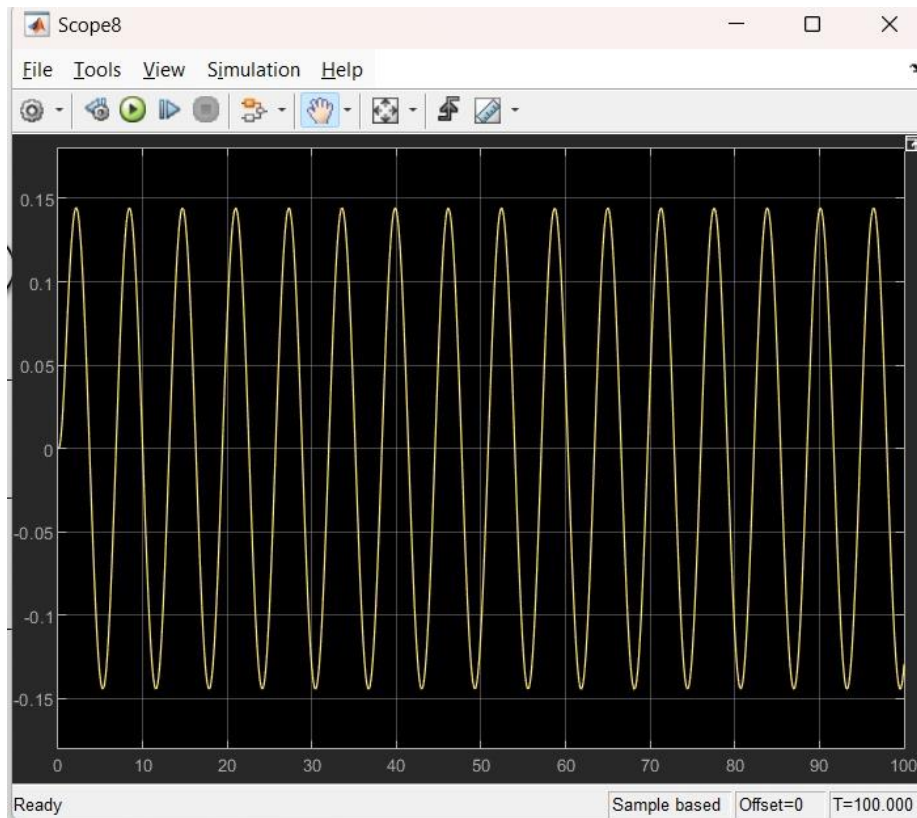 Scope8
File Tools View Simulation Help
0.15
0.1
0.05
0
-0.05
-0.1
-0.15
0 10 20 30 40 50 60 70 80 90 100
Ready Sample based Offset=0 T=100.000